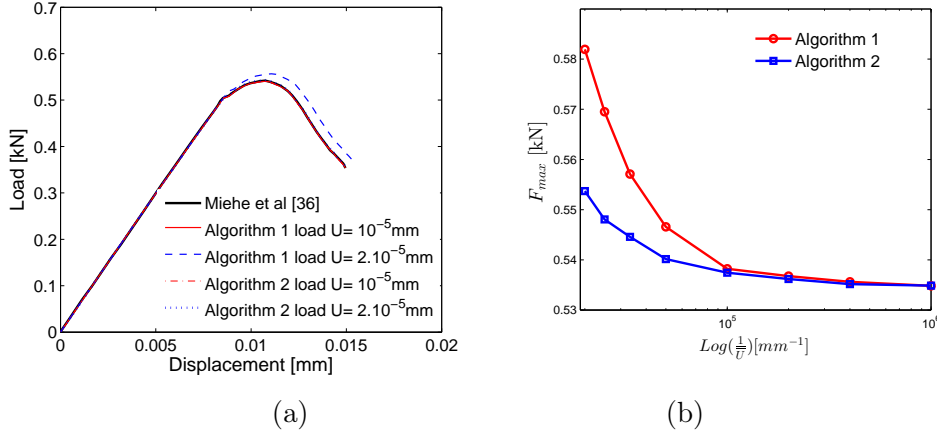 0.7
0.6
0.5
0.4
0.3
0.2
0.1
0
Load [kN]
0 0.005 0.01 0.015 0.02
Displacement [mm]
Miehe et al [36]
Algorithm 1 load U= 10⁻⁵mm
Algorithm 1 load U= 2.10⁻⁵mm
Algorithm 2 load U= 10⁻⁵mm
Algorithm 2 load U= 2.10⁻⁵mm
(a)
0.58
0.57
0.56
0.55
0.54
0.53
F_max [kN]
10⁵ 10⁶
Log(1/U)[mm⁻¹]
Algorithm 1
Algorithm 2
(b)